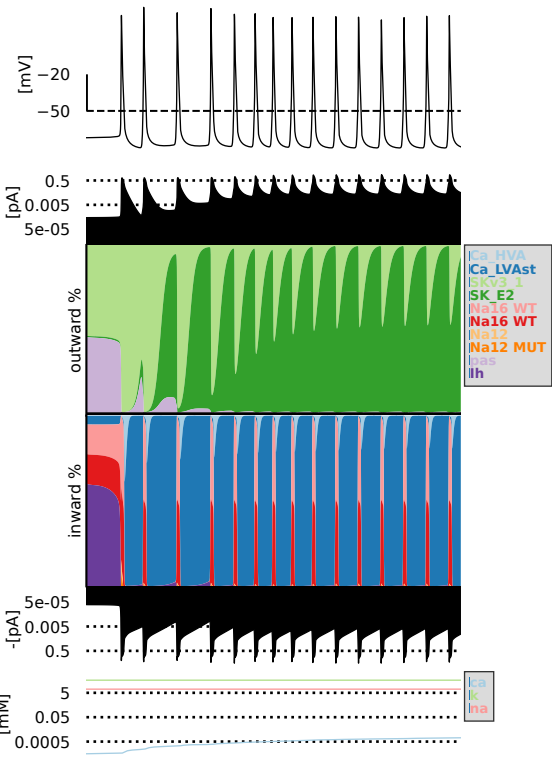 [mV]
−20
−50
[pA]
0.5
0.005
5e-05
outward %
Ca_HVA
Ca_LVAst
SKv3_1
SK_E2
Na16 WT
Na16 WT
Na12
Na12 MUT
pas
Ih
inward %
-[pA]
5e-05
0.005
0.5
[mM]
5
0.05
0.0005
ca
k
na